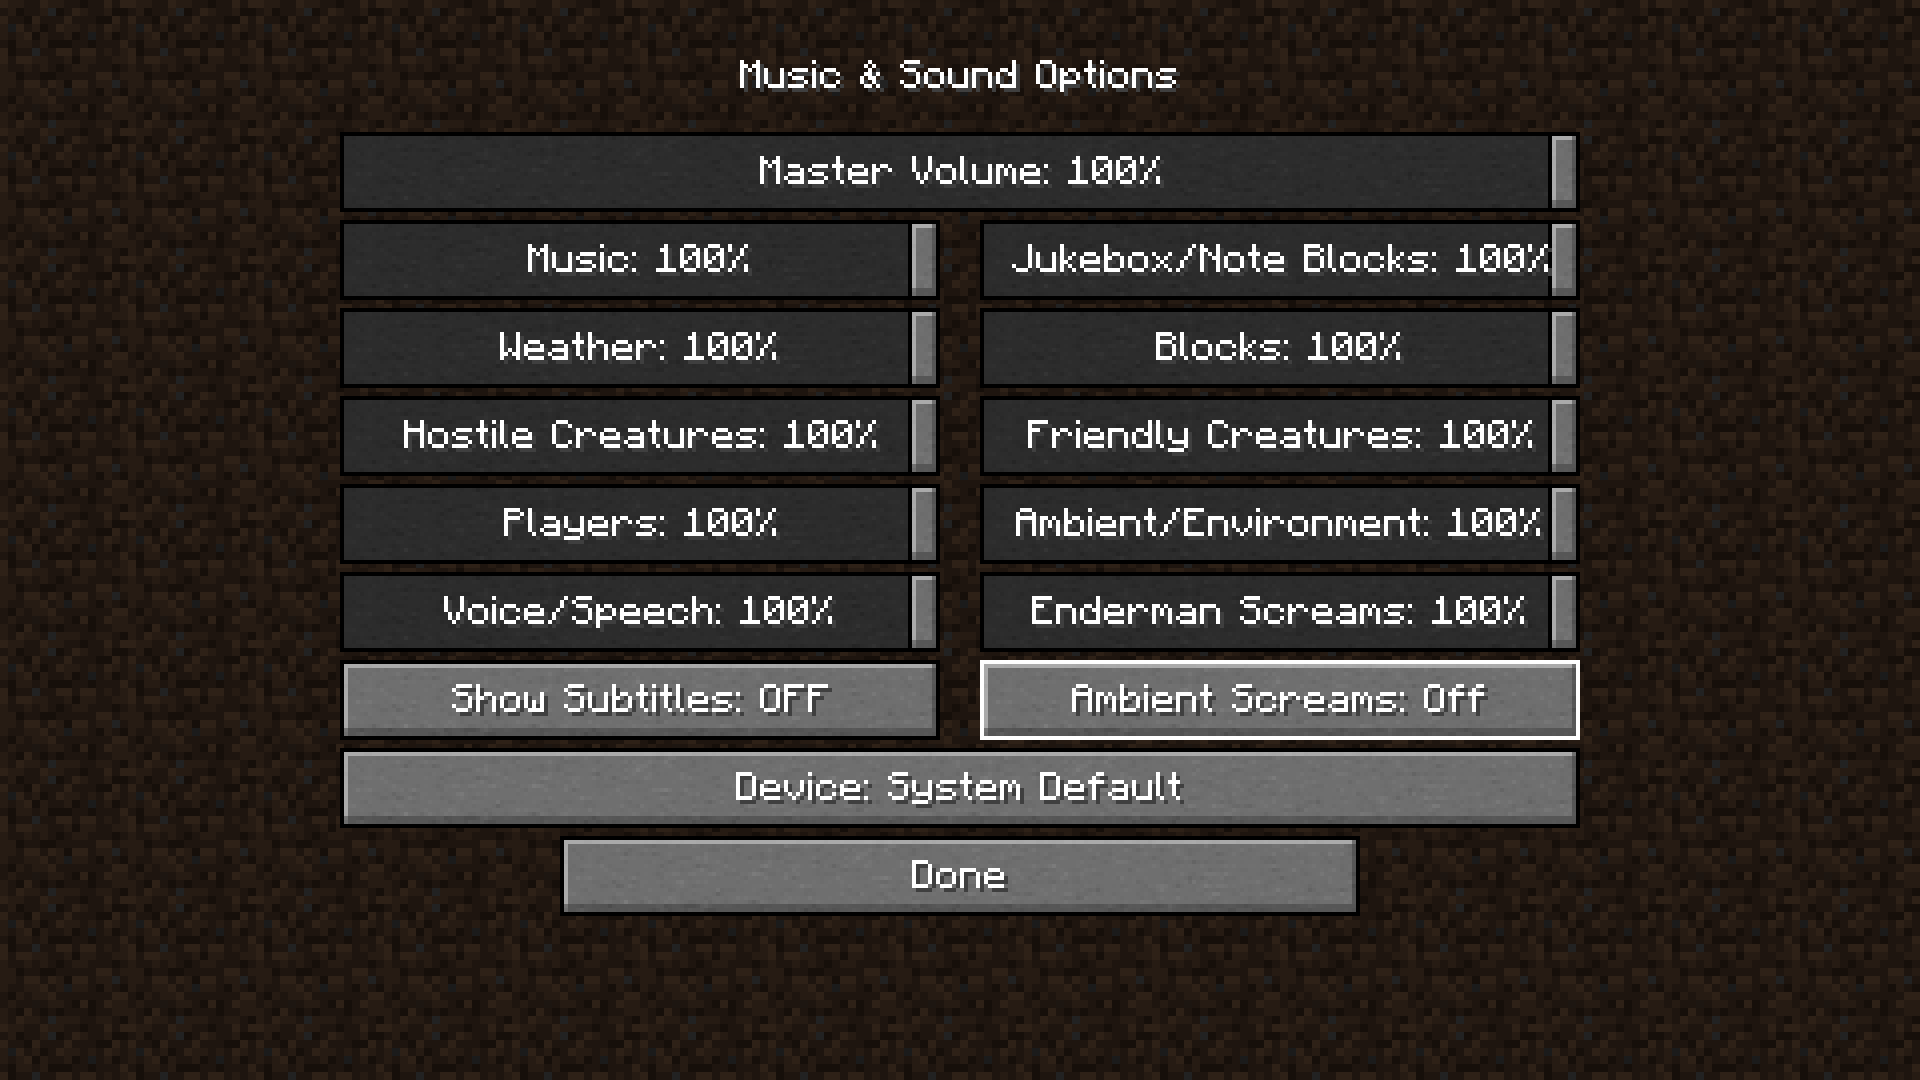 Music & Sound Options
Master Volume: 100%
Music: 100%
Jukebox/Note Blocks: 100%
Weather: 100%
Blocks: 100%
Hostile Creatures: 100%
Friendly Creatures: 100%
Players: 100%
Ambient/Environment: 100%
Voice/Speech: 100%
Enderman Screams: 100%
Show Subtitles: OFF
Ambient Screams: Off
Device: System Default
Done